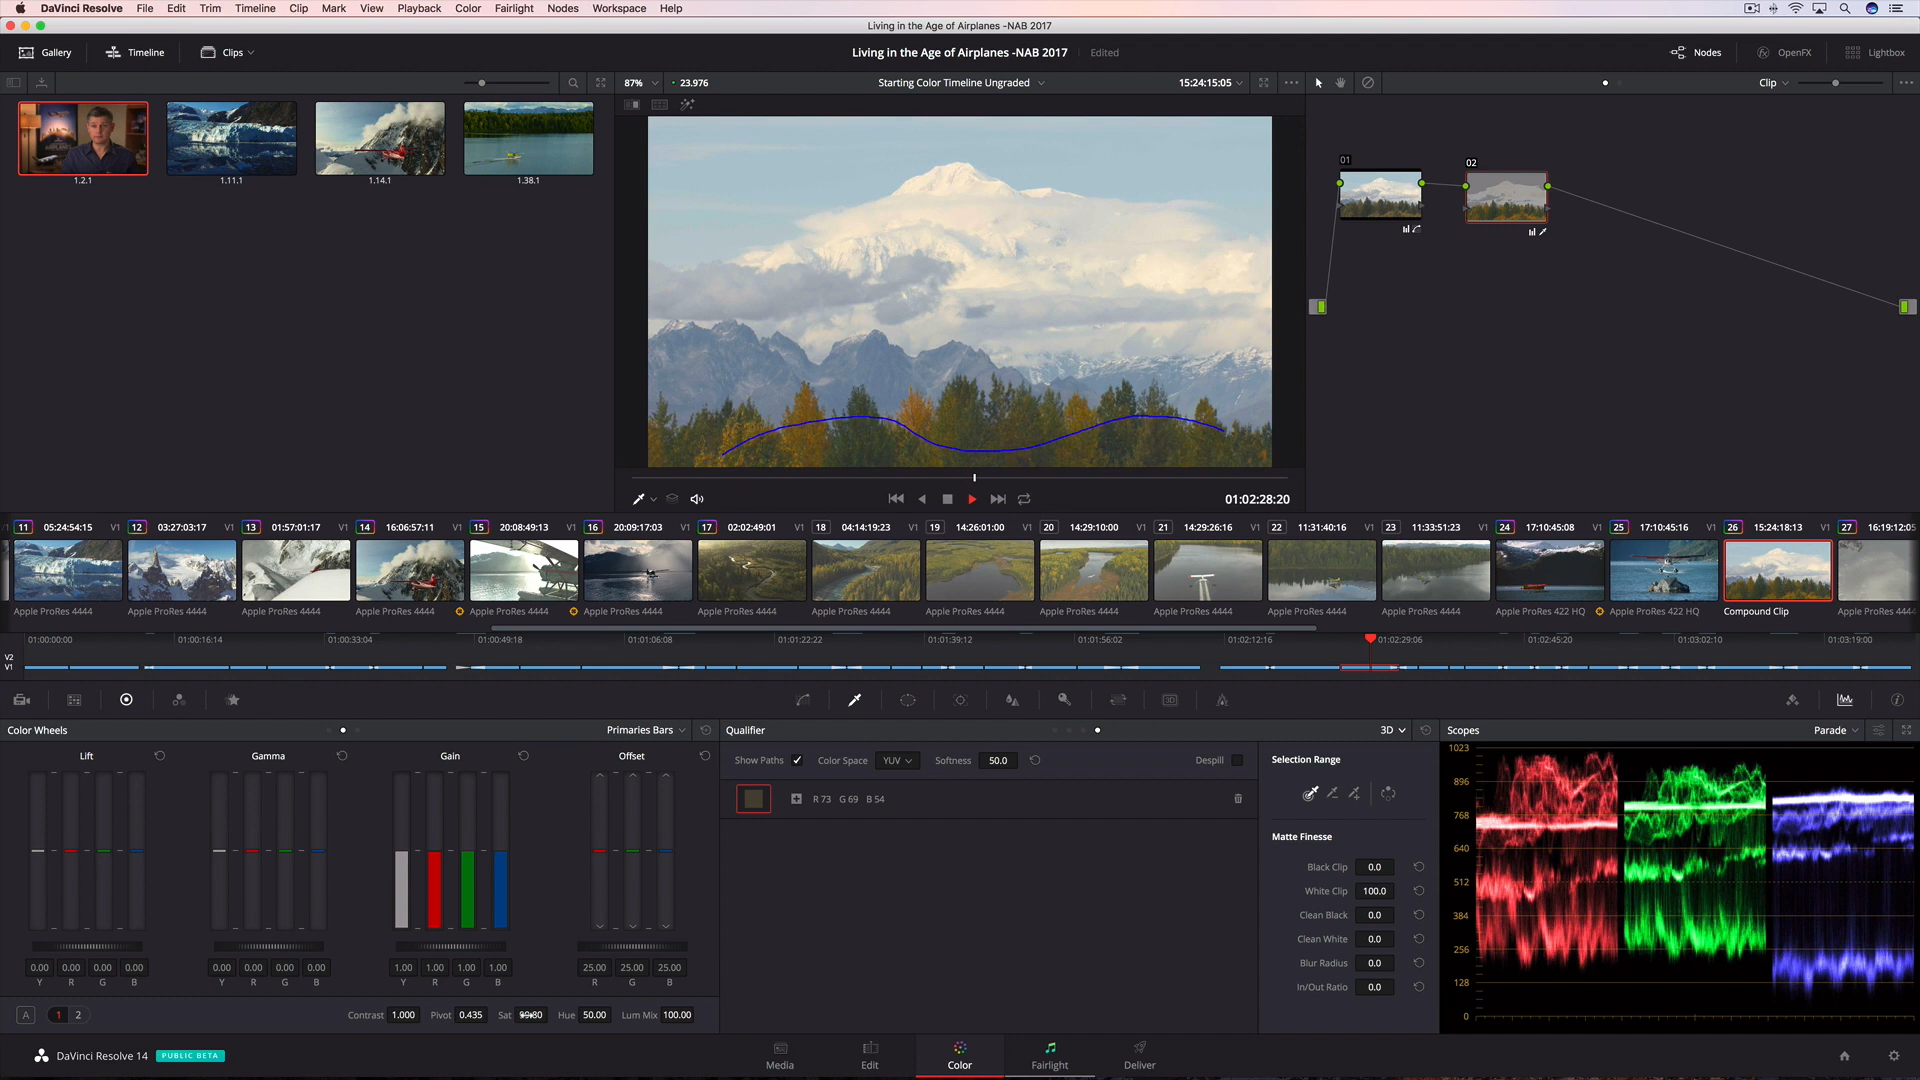 DaVinci Resolve File Edit Trim Timeline Clip Mark View Playback Color Fairlight Nodes Workspace Help
Living in the Age of Airplanes -NAB 2017
Gallery Timeline Clips Living in the Age of Airplanes -NAB 2017 Edited Nodes OpenFX Lightbox
87% 23.976 Starting Color Timeline Ungraded 15:24:15:05 Clip
1.2.1 1.11.1 1.14.1 1.38.1
01 02
01:02:28:20
11 05:24:54:15 V1 12 03:27:03:17 V1 13 01:57:01:17 V1 14 16:06:57:11 V1 15 20:08:49:13 V1 16 20:09:17:03 V1 17 02:02:49:01 V1 18 04:14:19:23 V1 19 14:26:01:00 V1 20 14:29:10:00 V1 21 14:29:26:16 V1 22 11:31:40:16 V1 23 11:33:51:23 V1 24 17:10:45:08 V1 25 17:10:45:16 V1 26 15:24:18:13 V1 27 16:19:12:05
Apple ProRes 4444 Apple ProRes 4444 Apple ProRes 4444 Apple ProRes 4444 Apple ProRes 4444 Apple ProRes 4444 Apple ProRes 4444 Apple ProRes 4444 Apple ProRes 4444 Apple ProRes 4444 Apple ProRes 4444 Apple ProRes 4444 Apple ProRes 4444 Apple ProRes 422 HQ Apple ProRes 422 HQ Compound Clip Apple ProRes 4444
01:00:00:00 01:00:16:14 01:00:33:04 01:00:49:18 01:01:06:08 01:01:22:22 01:01:39:12 01:01:56:02 01:02:12:16 01:02:29:06 01:02:45:20 01:03:02:10 01:03:19:00
V2
V1
3D
Color Wheels Primaries Bars Qualifier 3D Scopes Parade
Lift Gamma Gain Offset
Show Paths Color Space YUV Softness 50.0 Despill
R 73 G 69 B 54
Selection Range
Matte Finesse
Black Clip 0.0
White Clip 100.0
Clean Black 0.0
Clean White 0.0
Blur Radius 0.0
In/Out Ratio 0.0
1023
896
768
640
512
384
256
128
0
0.00 0.00 0.00 0.00 0.00 0.00 0.00 0.00 1.00 1.00 1.00 1.00 25.00 25.00 25.00
Y R G B Y R G B Y R G B R G B
A 1 2 Contrast 1.000 Pivot 0.435 Sat Hue 50.00 Lum Mix 100.00
DaVinci Resolve 14 PUBLIC BETA Media Edit Color Fairlight Deliver